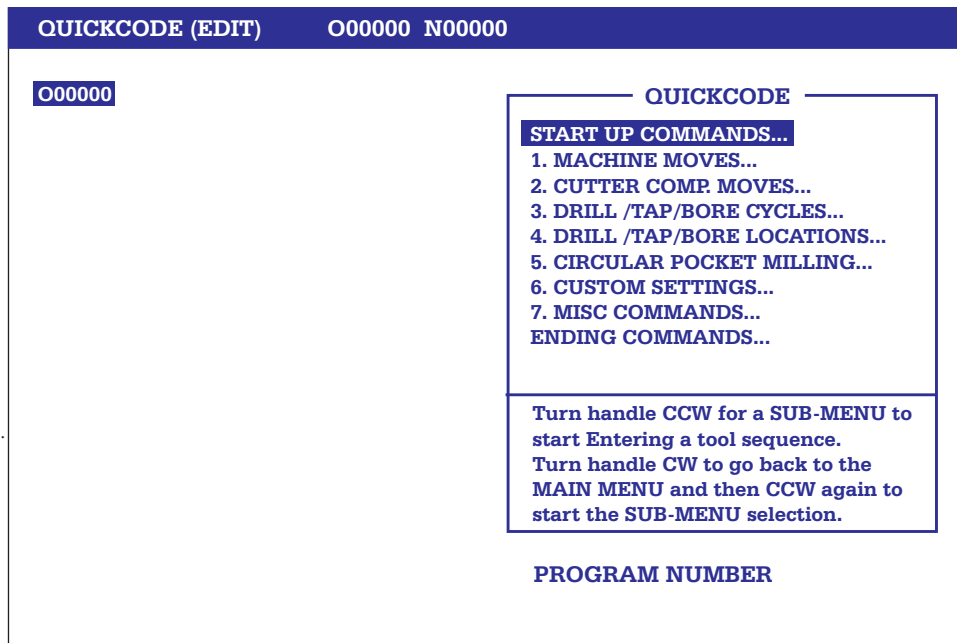 QUICKCODE (EDIT) O00000 N00000
O00000
QUICKCODE
START UP COMMANDS...
1. MACHINE MOVES...
2. CUTTER COMP. MOVES...
3. DRILL /TAP/BORE CYCLES...
4. DRILL /TAP/BORE LOCATIONS...
5. CIRCULAR POCKET MILLING...
6. CUSTOM SETTINGS...
7. MISC COMMANDS...
ENDING COMMANDS...
Turn handle CCW for a SUB-MENU to
start Entering a tool sequence.
Turn handle CW to go back to the
MAIN MENU and then CCW again to
start the SUB-MENU selection.
PROGRAM NUMBER